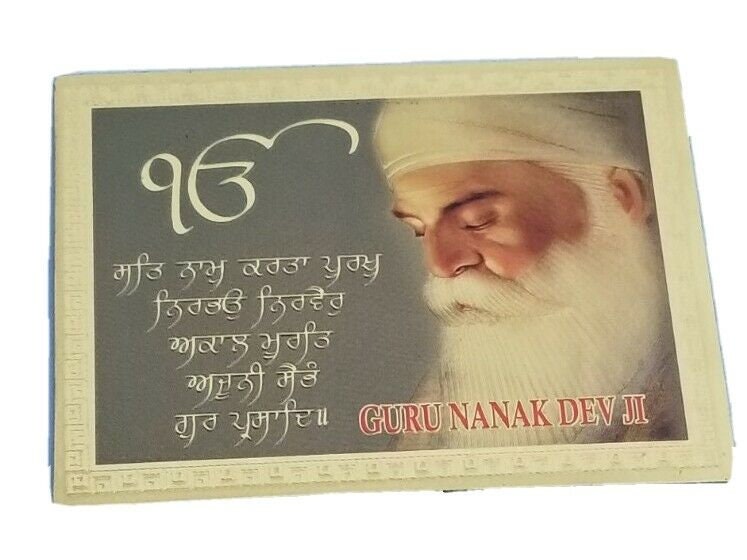 ੴ
ਸਤਿ ਨਾਮੁ ਕਰਤਾ ਪੁਰਖੁ
ਨਿਰਭਉ ਨਿਰਵੈਰੁ
ਅਕਾਲ ਮੂਰਤਿ
ਅਜੂਨੀ ਸੈਭੰ
ਗੁਰ ਪ੍ਰਸਾਦਿ॥
GURU NANAK DEV JI